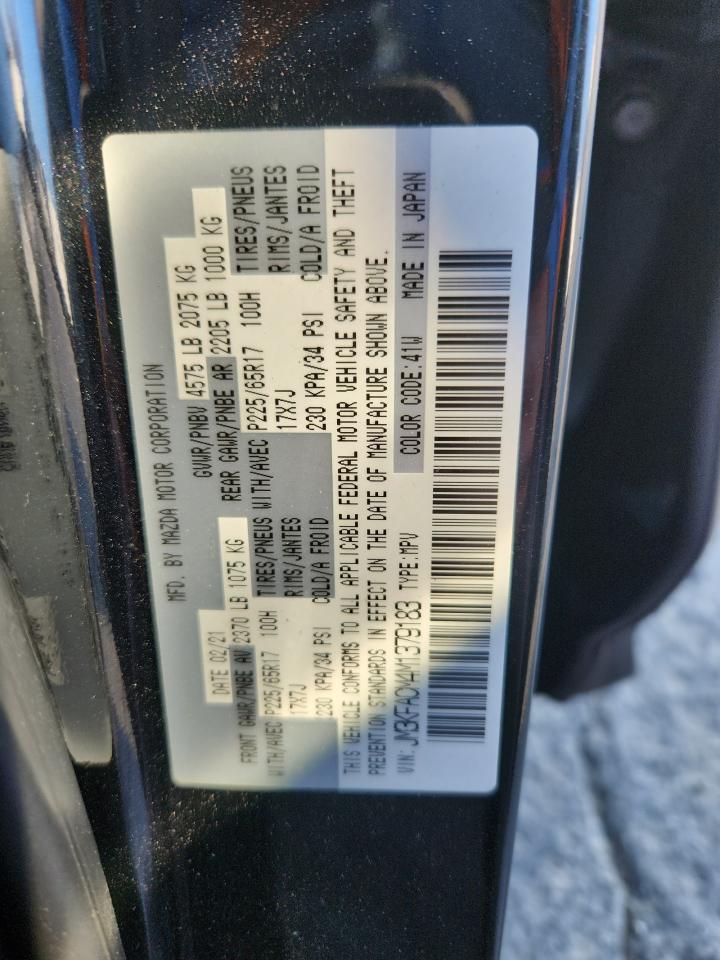 MFD. BY MAZDA MOTOR CORPORATION
DATE 02/21 GVWR/PNBV 4575 LB 2075 KG
FRONT GAWR/PNBE AV 2370 LB 1075 KG REAR GAWR/PNBE AR 2205 LB 1000 KG
WITH/AVEC P225/65R17 100H TIRES/PNEUS WITH/AVEC P225/65R17 100H TIRES/PNEUS
17X7J RIMS/JANTES 17X7J RIMS/JANTES
230 KPA/34 PSI COLD/A FROID 230 KPA/34 PSI COLD/A FROID
THIS VEHICLE CONFORMS TO ALL APPLICABLE FEDERAL MOTOR VEHICLE SAFETY AND THEFT
PREVENTION STANDARDS IN EFFECT ON THE DATE OF MANUFACTURE SHOWN ABOVE.
VIN: TYPE:MPV COLOR CODE:41W MADE IN JAPAN